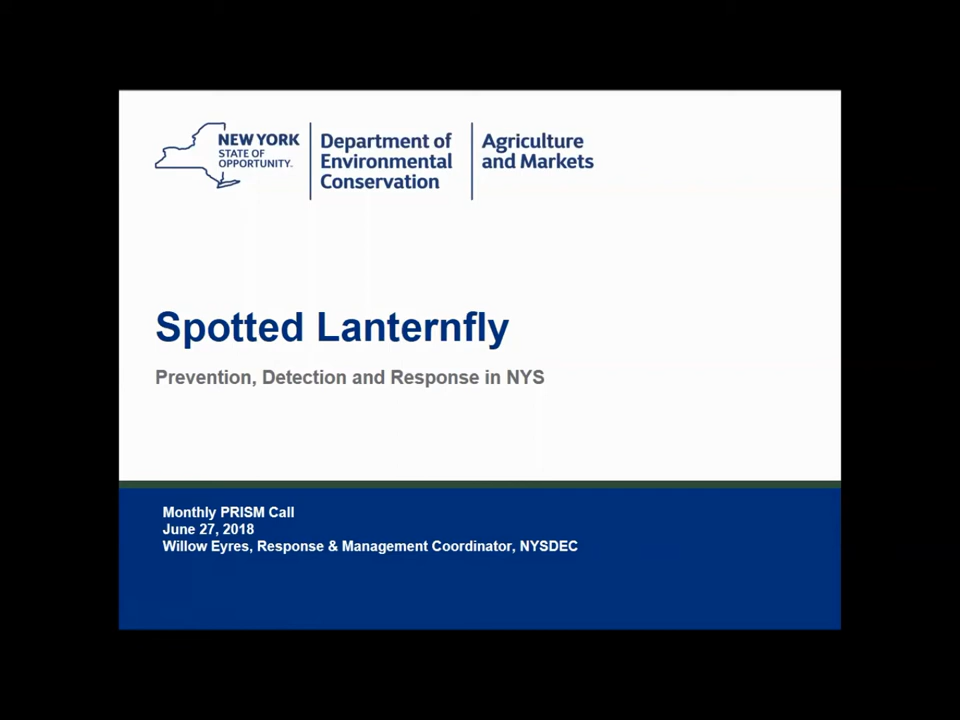 NEW YORK
STATE OF
OPPORTUNITY.
Department of
Environmental
Conservation
Agriculture
and Markets
Spotted Lanternfly
Prevention, Detection and Response in NYS
Monthly PRISM Call
June 27, 2018
Willow Eyres, Response & Management Coordinator, NYSDEC